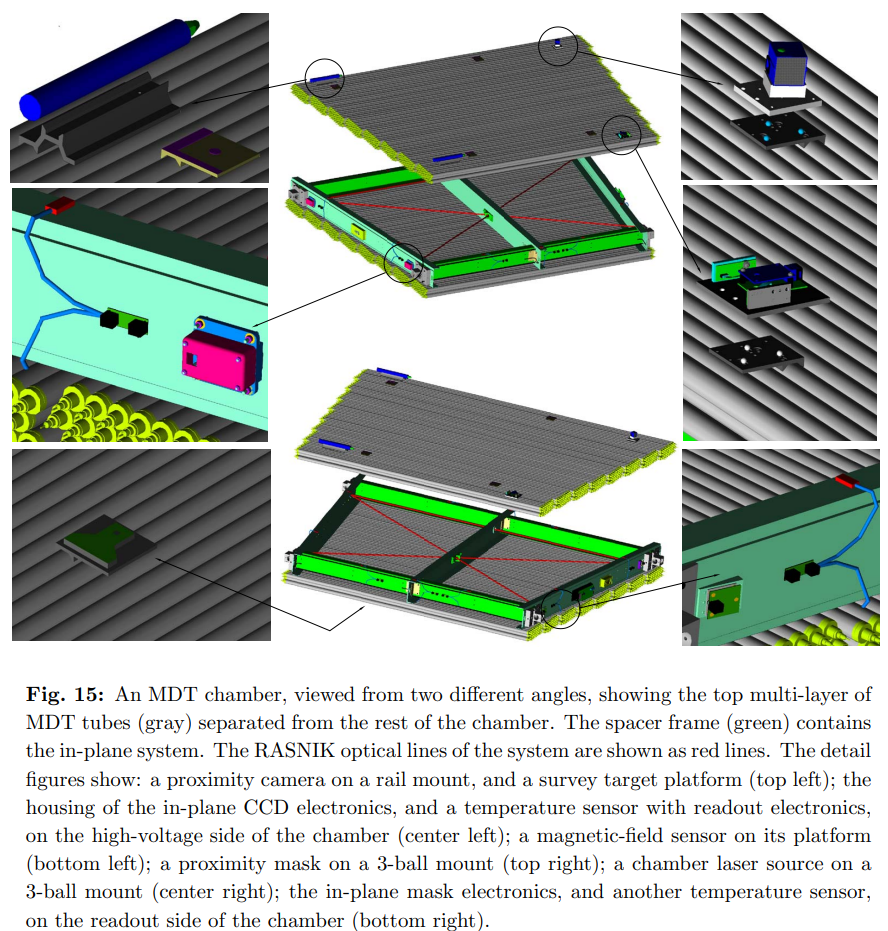 Fig. 15: An MDT chamber, viewed from two different angles, showing the top multi-layer of
MDT tubes (gray) separated from the rest of the chamber. The spacer frame (green) contains
the in-plane system. The RASNIK optical lines of the system are shown as red lines. The detail
figures show: a proximity camera on a rail mount, and a survey target platform (top left); the
housing of the in-plane CCD electronics, and a temperature sensor with readout electronics,
on the high-voltage side of the chamber (center left); a magnetic-field sensor on its platform
(bottom left); a proximity mask on a 3-ball mount (top right); a chamber laser source on a
3-ball mount (center right); the in-plane mask electronics, and another temperature sensor,
on the readout side of the chamber (bottom right).